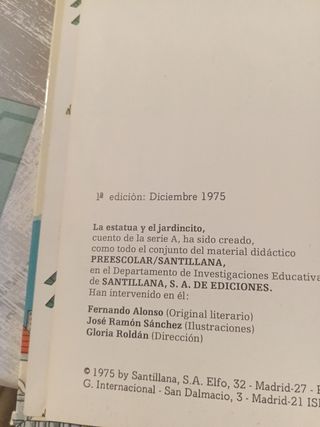 1ª edición: Diciembre 1975
La estatua y el jardincito,
cuento de la serie A, ha sido creado,
como todo el conjunto del material didáctico
PREESCOLAR/SANTILLANA,
en el Departamento de Investigaciones Educativa
de SANTILLANA, S. A. DE EDICIONES.
Han intervenido en él:
Fernando Alonso (Original literario)
José Ramón Sánchez (Ilustraciones)
Gloria Roldán (Dirección)
© 1975 by Santillana, S.A. Elfo, 32 - Madrid-27 -
G. Internacional - San Dalmacio, 3 - Madrid-21 IS